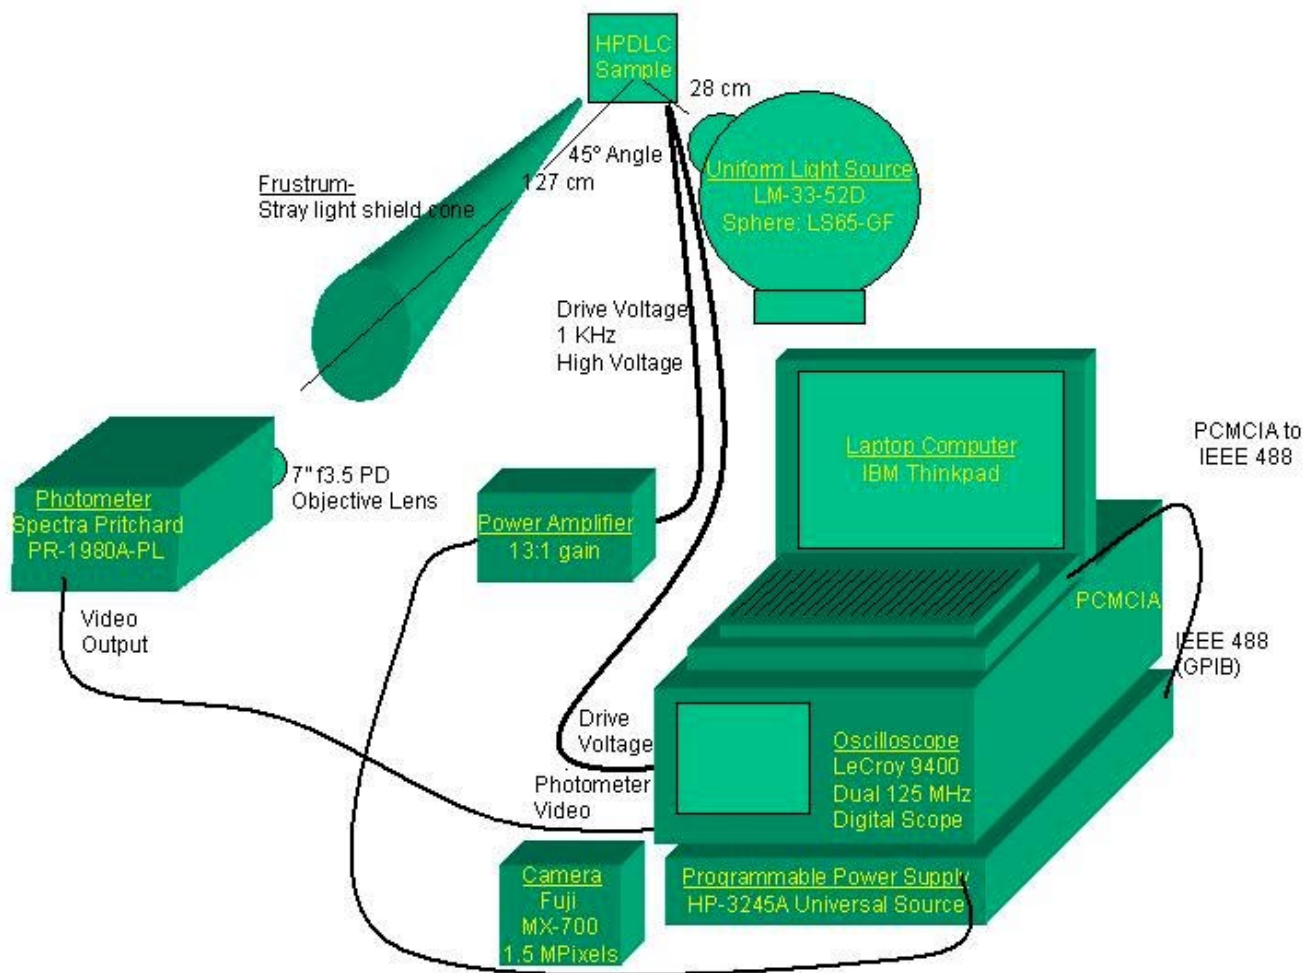 HPDLC
Sample
28 cm
45º Angle
127 cm
Frustrum-
Stray light shield cone
Uniform Light Source
LM-33-52D
Sphere: LS65-GF
Drive Voltage
1 KHz
High Voltage
7" f3.5 PD
Objective Lens
Photometer
Spectra Pritchard
PR-1980A-PL
Power Amplifier
13:1 gain
Laptop Computer
IBM Thinkpad
PCMCIA to
IEEE 488
PCMCIA
IEEE 488
(GPIB)
Video
Output
Drive
Voltage
Photometer
Video
Oscilloscope
LeCroy 9400
Dual 125 MHz
Digital Scope
Camera
Fuji
MX-700
1.5 MPixels
Programmable Power Supply
HP-3245A Universal Source